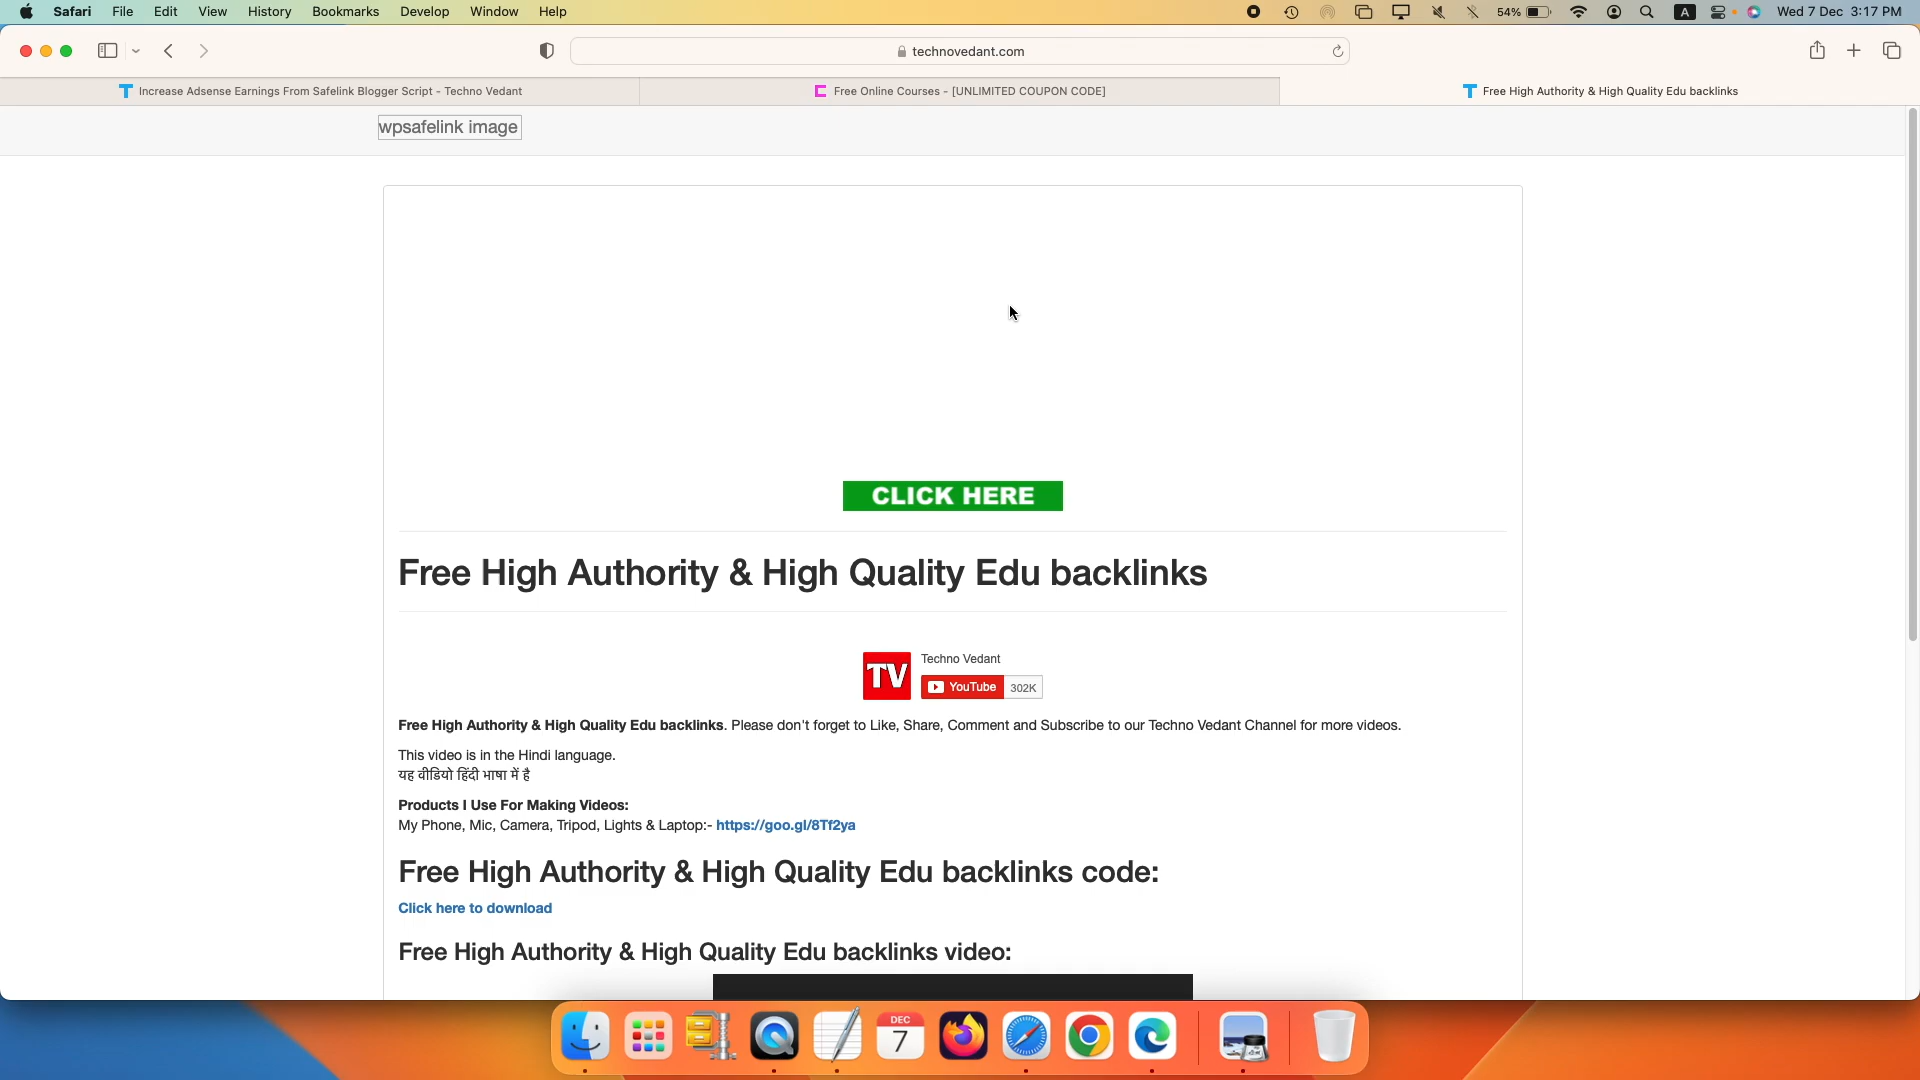 Safari File Edit View History Bookmarks Develop Window Help 54% A Wed 7 Dec 3:17 PM
technovedant.com
Increase Adsense Earnings From Safelink Blogger Script - Techno Vedant
Free Online Courses - [UNLIMITED COUPON CODE]
Free High Authority & High Quality Edu backlinks
wpsafelink image
CLICK HERE
Free High Authority & High Quality Edu backlinks
TV
Techno Vedant
YouTube 302K
Free High Authority & High Quality Edu backlinks. Please don't forget to Like, Share, Comment and Subscribe to our Techno Vedant Channel for more videos.
This video is in the Hindi language.
यह वीडियो हिंदी भाषा में है
Products I Use For Making Videos:
My Phone, Mic, Camera, Tripod, Lights & Laptop:- https://goo.gl/8Tf2ya
Free High Authority & High Quality Edu backlinks code:
Click here to download
Free High Authority & High Quality Edu backlinks video:
DEC
7